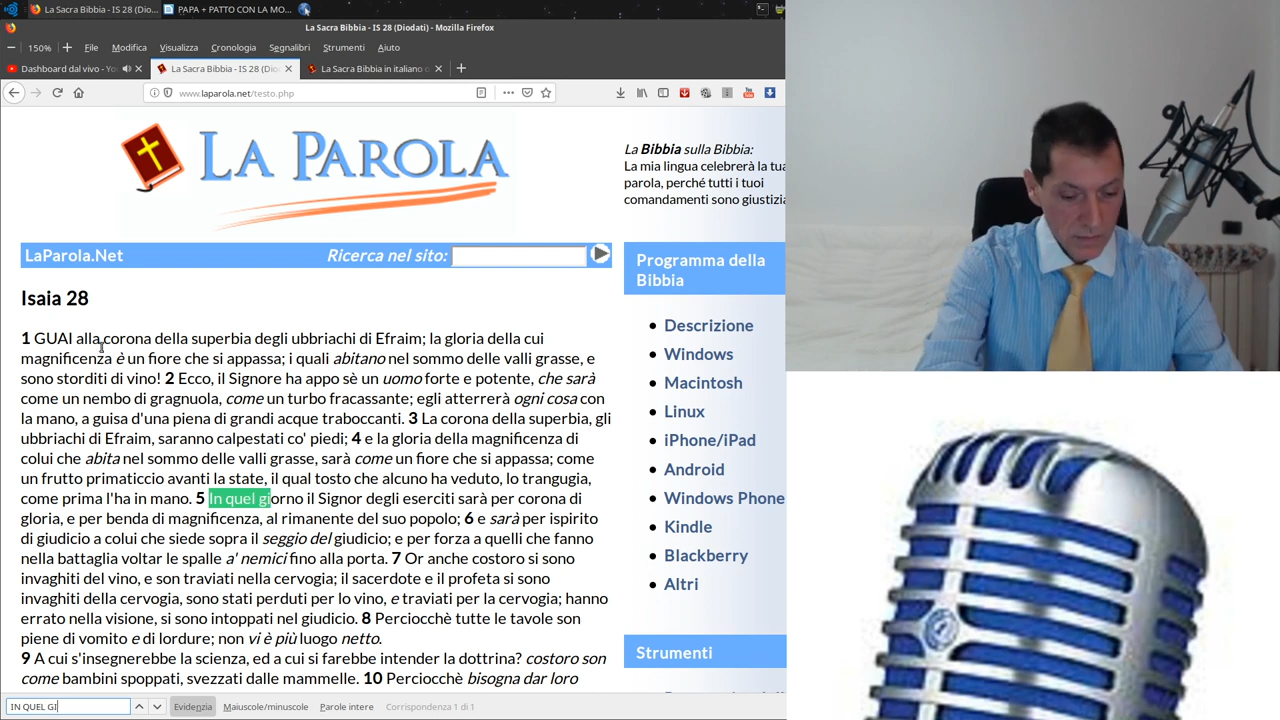 La Sacra Bibbia - IS 28 (Dio...
PAPA + PATTO CON LA MO...
La Sacra Bibbia - IS 28 (Diodati) - Mozilla Firefox
150%
File Modifica Visualizza Cronologia Segnalibri Strumenti Aiuto
Dashboard dal vivo - Yo
La Sacra Bibbia - IS 28 (Dio
La Sacra Bibbia in italiano o
www.laparola.net/testo.php
LA PAROLA
La Bibbia sulla Bibbia:
La mia lingua celebrerà la tua
parola, perché tutti i tuoi
comandamenti sono giustizia
LaParola.Net
Ricerca nel sito:
Isaia 28
1 GUAI alla corona della superbia degli ubbriachi di Efraim; la gloria della cui
magnificenza è un fiore che si appassa; i quali abitano nel sommo delle valli grasse, e
sono storditi di vino! 2 Ecco, il Signore ha appo sè un uomo forte e potente, che sarà
come un nembo di gragnuola, come un turbo fracassante; egli atterrerà ogni cosa con
la mano, a guisa d'una piena di grandi acque traboccanti. 3 La corona della superbia, gli
ubbriachi di Efraim, saranno calpestati co' piedi; 4 e la gloria della magnificenza di
colui che abita nel sommo delle valli grasse, sarà come un fiore che si appassa; come
un frutto primaticcio avanti la state, il qual tosto che alcuno ha veduto, lo trangugia,
come prima l'ha in mano. 5 In quel giorno il Signor degli eserciti sarà per corona di
gloria, e per benda di magnificenza, al rimanente del suo popolo; 6 e sarà per ispirito
di giudicio a colui che siede sopra il seggio del giudicio; e per forza a quelli che fanno
nella battaglia voltar le spalle a' nemici fino alla porta. 7 Or anche costoro si sono
invaghiti del vino, e son traviati nella cervogia; il sacerdote e il profeta si sono
invaghiti della cervogia, sono stati perduti per lo vino, e traviati per la cervogia; hanno
errato nella visione, si sono intoppati nel giudicio. 8 Perciocchè tutte le tavole son
piene di vomito e di lordure; non vi è più luogo netto.
9 A cui s'insegnerebbe la scienza, ed a cui si farebbe intender la dottrina? costoro son
come bambini spoppati, svezzati dalle mammelle. 10 Perciocchè bisogna dar loro
Programma della
Bibbia
Descrizione
Windows
Macintosh
Linux
iPhone/iPad
Android
Windows Phone
Kindle
Blackberry
Altri
Strumenti
IN QUEL GI
Evidenzia
Maiuscole/minuscole
Parole intere
Corrispondenza 1 di 1